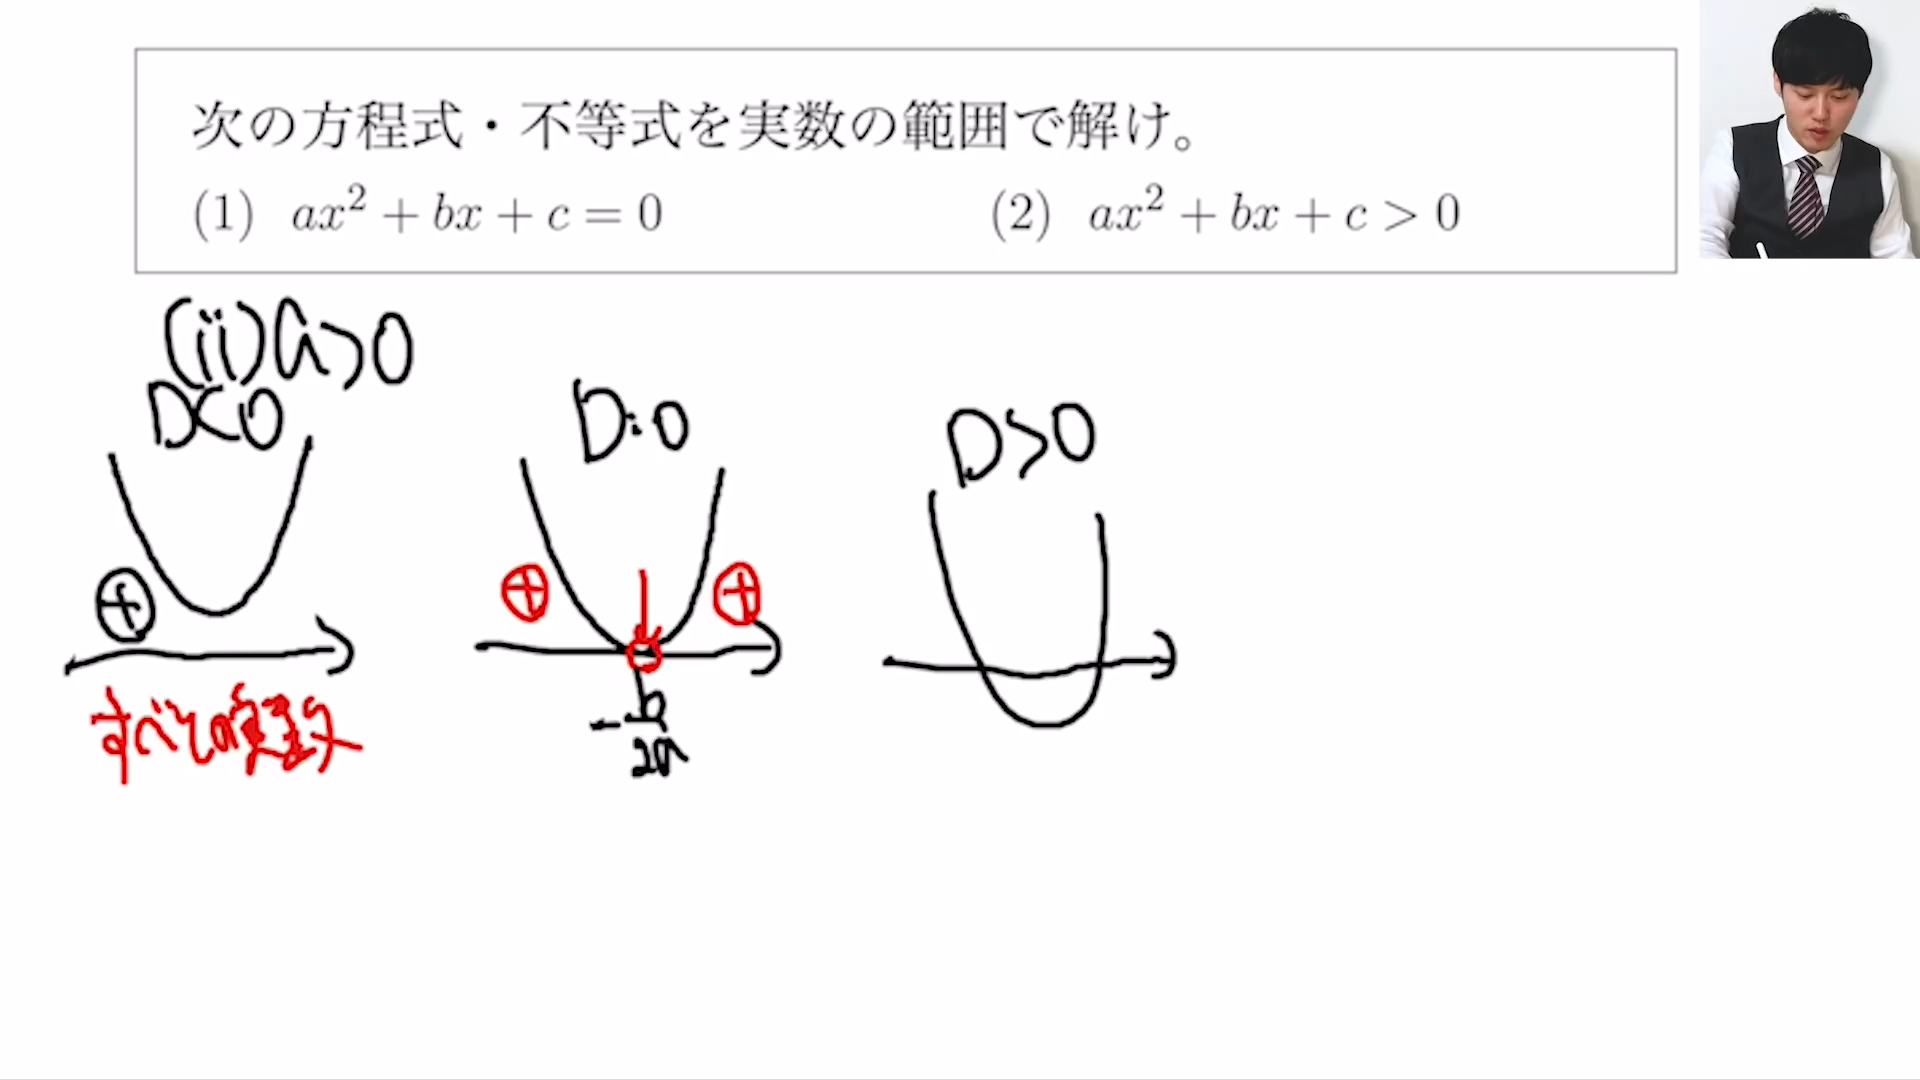 次の方程式・不等式を実数の範囲で解け。
(1) ax² + bx + c = 0
(2) ax² + bx + c > 0
(ii) a>0
D<0
D=0
D>0
+
+
+
すべての実数
-b/2a